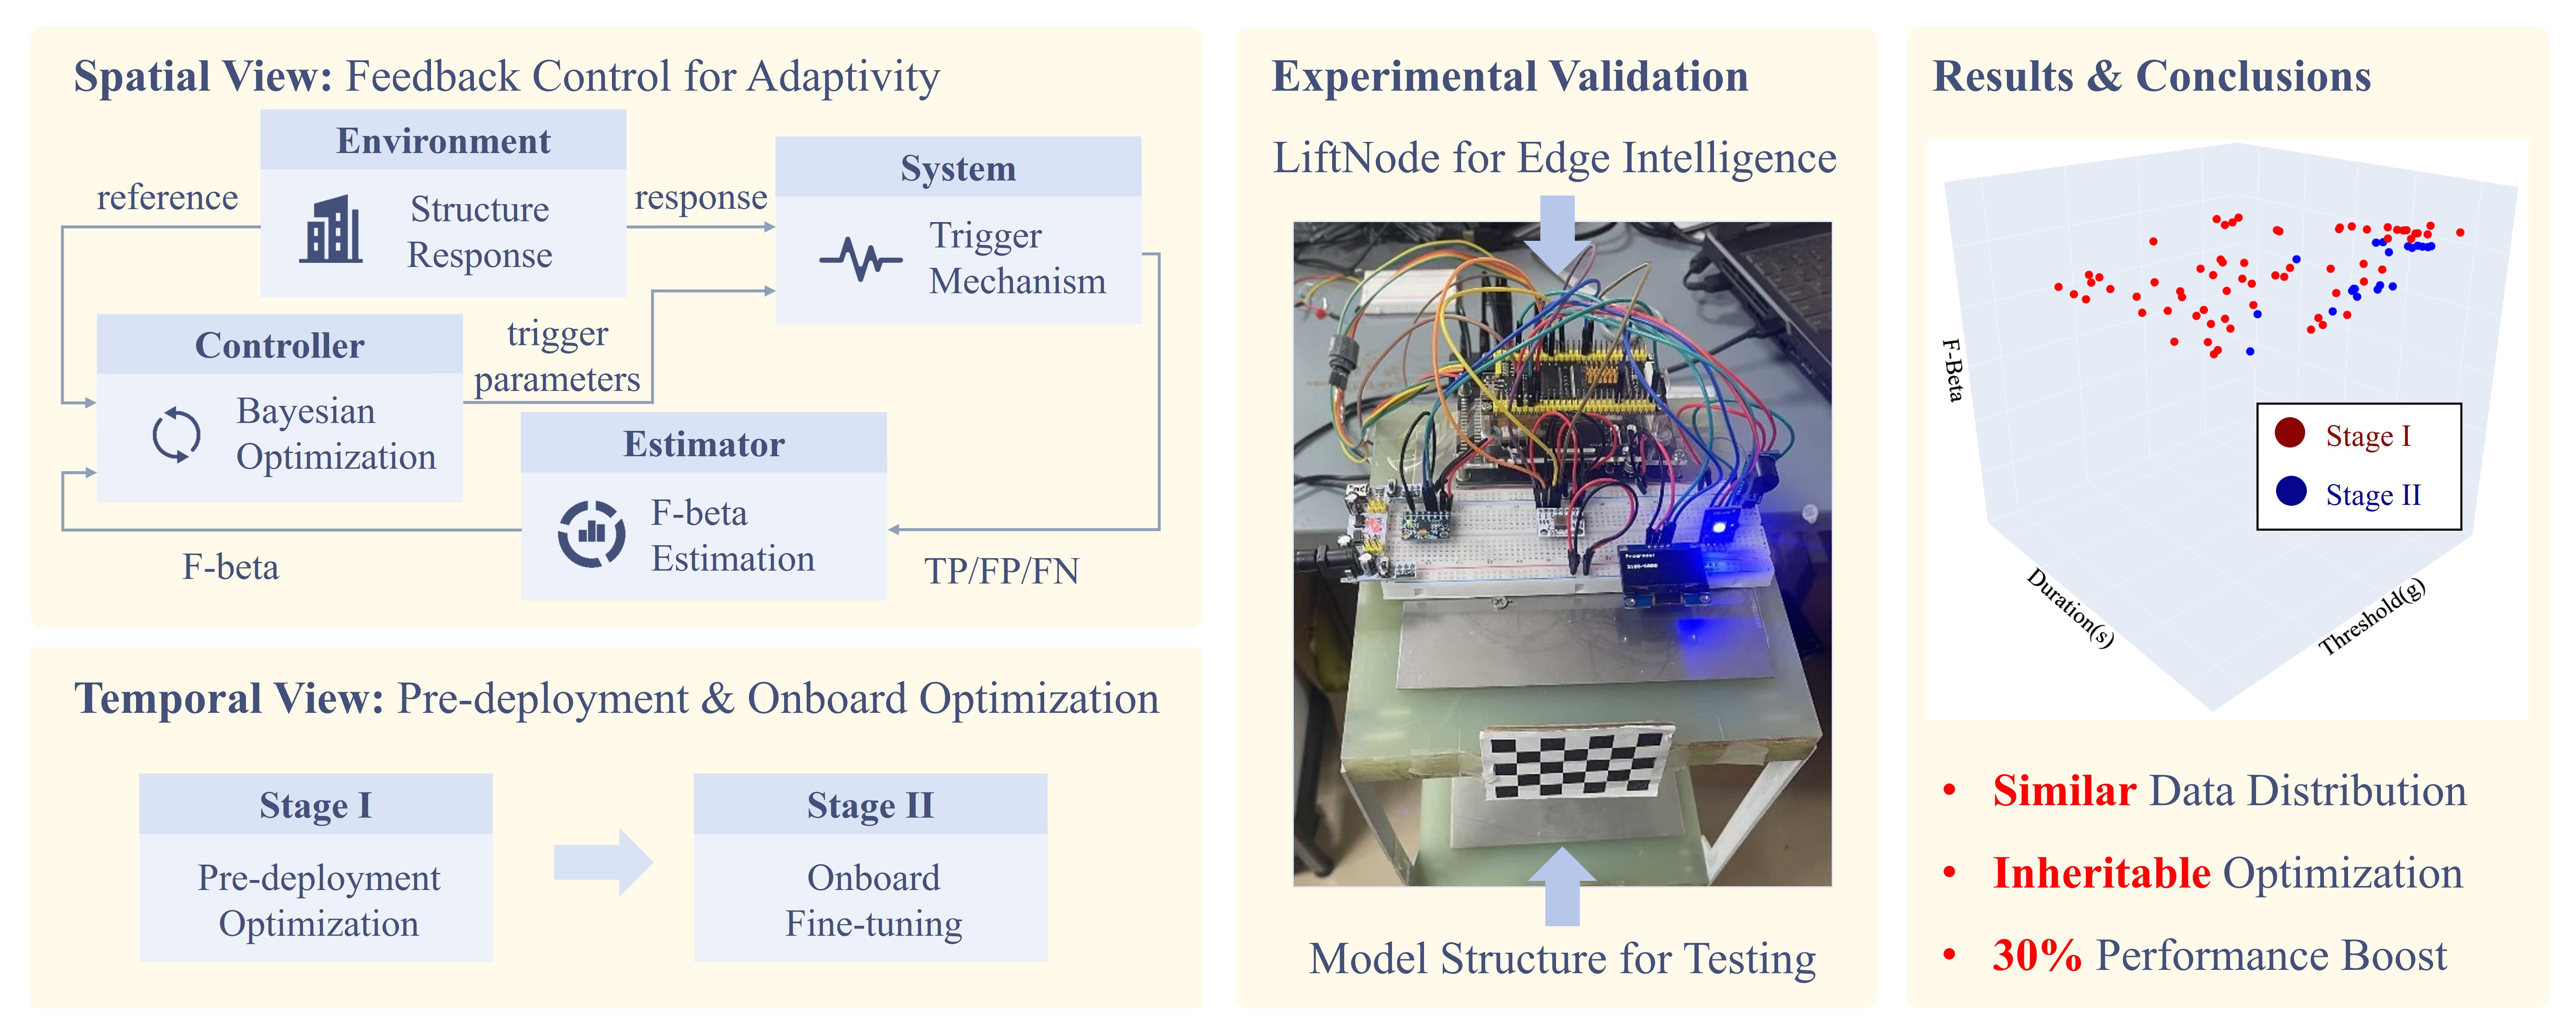 Spatial View: Feedback Control for Adaptivity
Environment
Structure
Response
reference
response
System
Trigger
Mechanism
Controller
Bayesian
Optimization
trigger
parameters
Estimator
F-beta
Estimation
F-beta
TP/FP/FN
Temporal View: Pre-deployment & Onboard Optimization
Stage I
Pre-deployment
Optimization
Stage II
Onboard
Fine-tuning
Experimental Validation
LiftNode for Edge Intelligence
Model Structure for Testing
Results & Conclusions
F-Beta
Stage I
Stage II
Duration(s)
Threshold(g)
• Similar Data Distribution
• Inheritable Optimization
• 30% Performance Boost